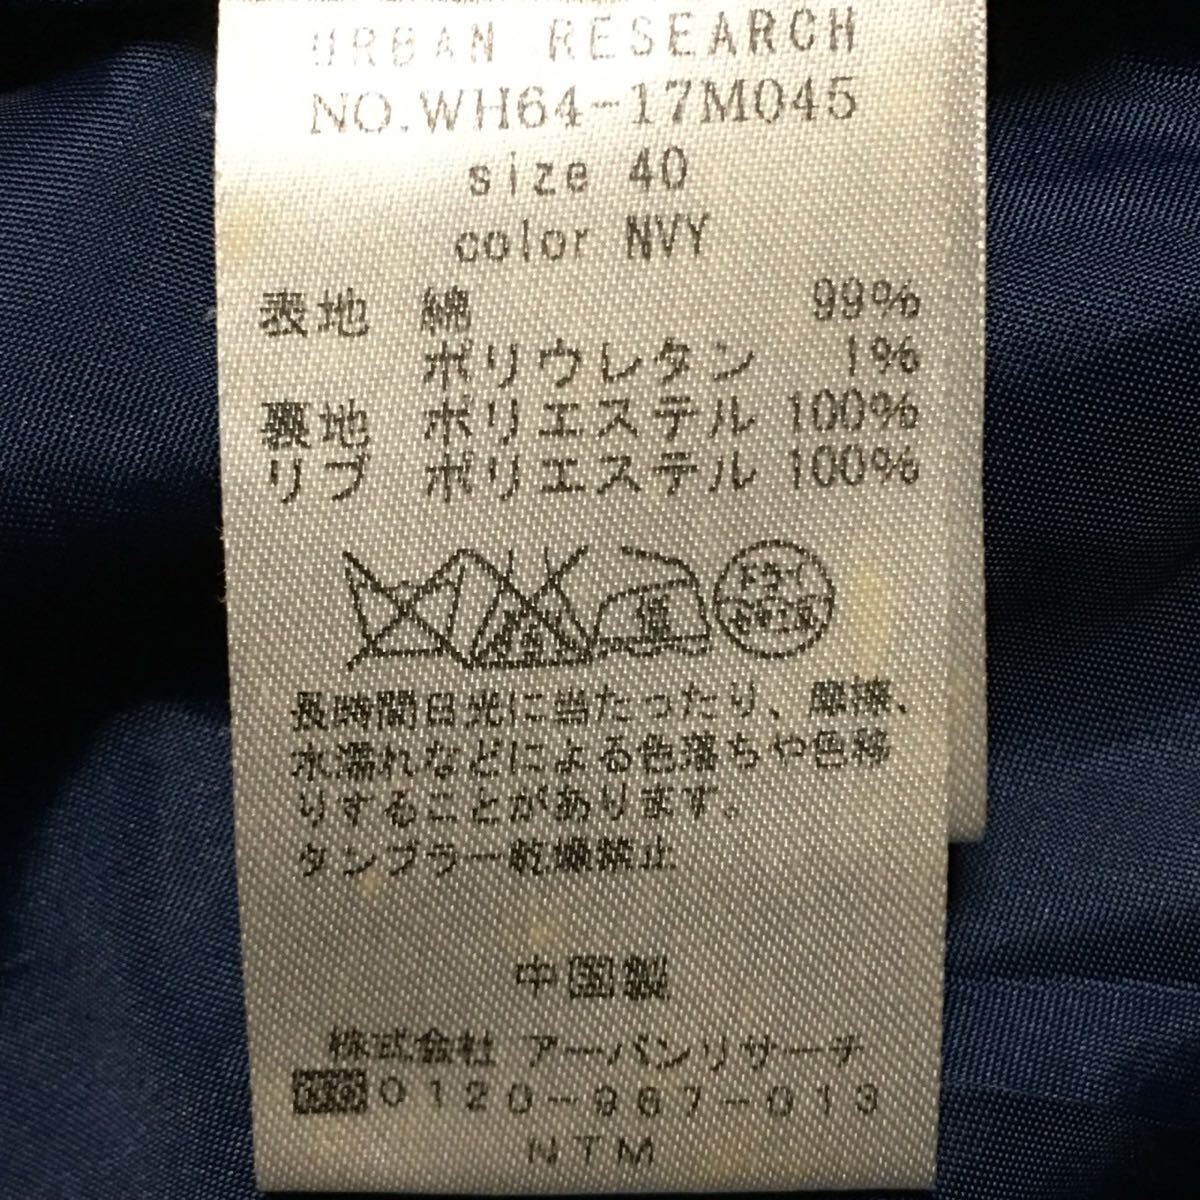 URBAN RESEARCH
NO.WH64-17M045
size 40
color NVY
表地 綿 99%
ポリウレタン 1%
裏地 ポリエステル 100%
リブ ポリエステル 100%
ドライ
長時間日光に当たったり、摩擦、
水濡れなどによる色落ちや色移
りすることがあります。
タンブラー乾燥禁止
中国製
株式会社 アーバンリサーチ
0120-967-013
NTM